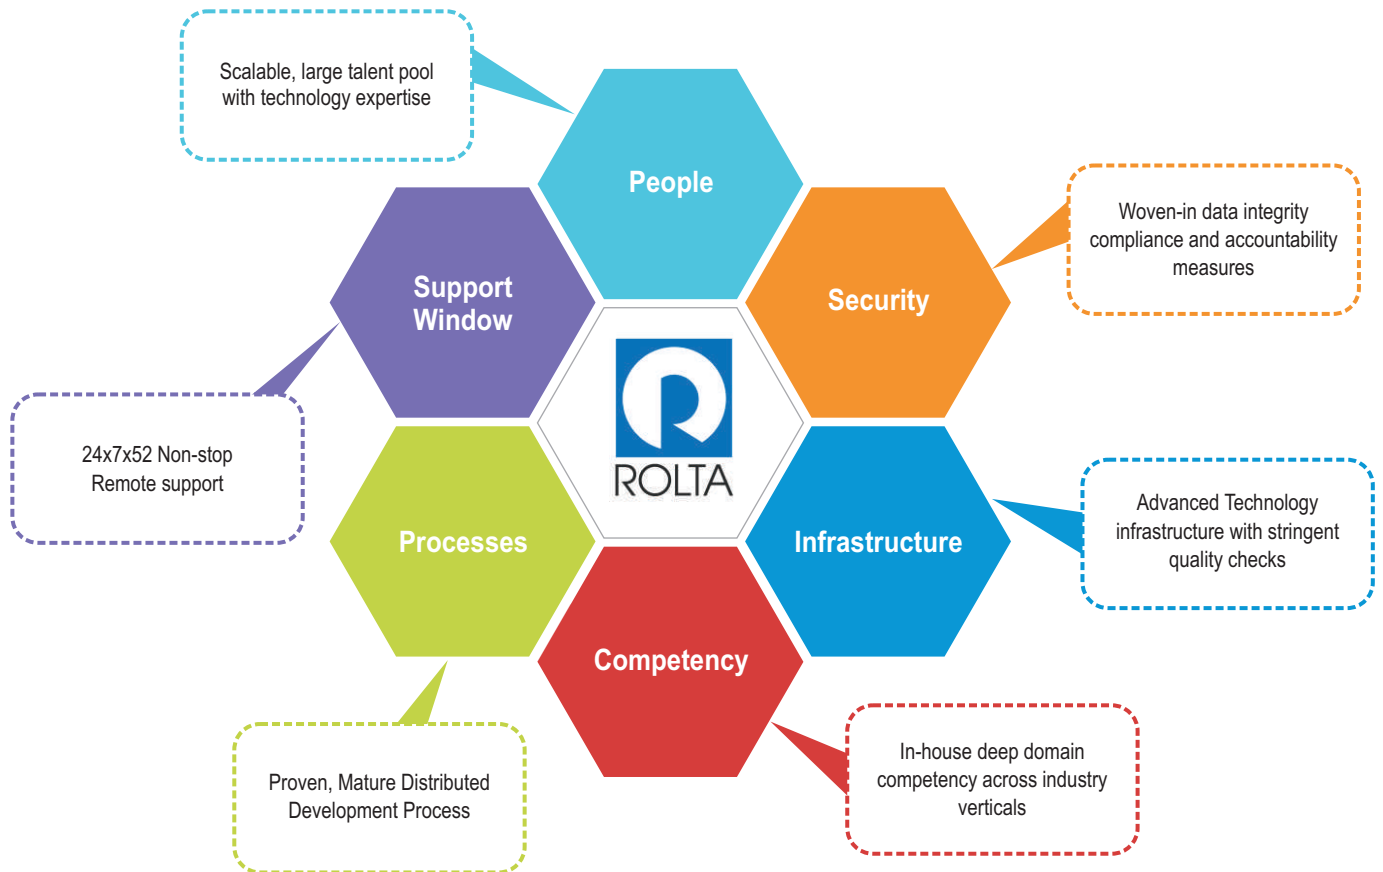 Scalable, large talent pool
with technology expertise
People
Woven-in data integrity
compliance and accountability
measures
Security
Support
Window
ROLTA
24x7x52 Non-stop
Remote support
Processes
Infrastructure
Advanced Technology
infrastructure with stringent
quality checks
Competency
Proven, Mature Distributed
Development Process
In-house deep domain
competency across industry
verticals